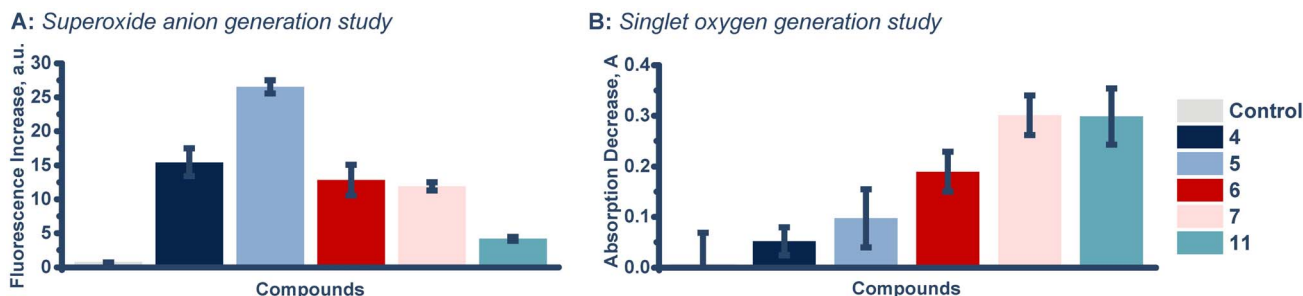 A: Superoxide anion generation study
Fluorescence Increase, a.u.
30
25
20
15
10
5
0
Compounds
B: Singlet oxygen generation study
Absorption Decrease, A
0.4
0.3
0.2
0.1
0.0
Compounds
Control
4
5
6
7
11